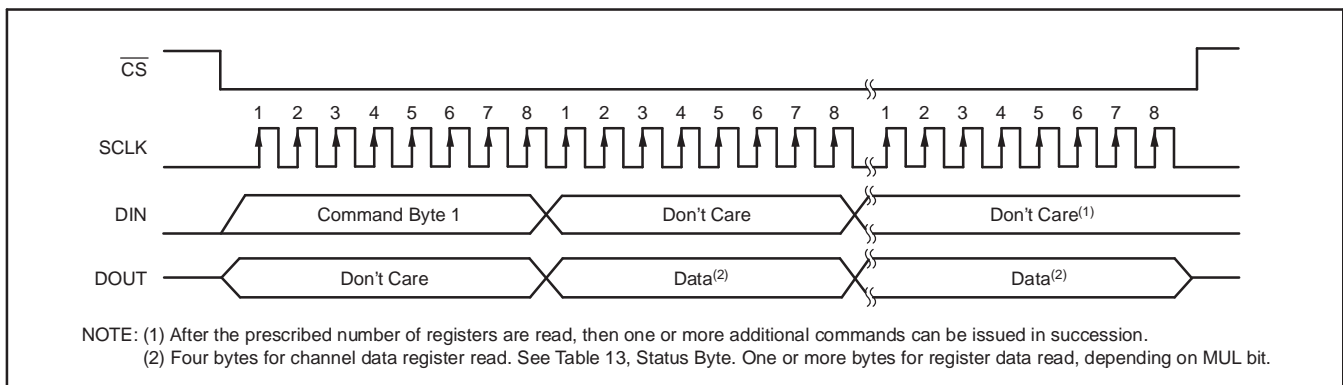 CS
1 2 3 4 5 6 7 8 1 2 3 4 5 6 7 8 1 2 3 4 5 6 7 8
SCLK
DIN Command Byte 1 Don't Care Don't Care(1)
DOUT Don't Care Data(2) Data(2)
NOTE: (1) After the prescribed number of registers are read, then one or more additional commands can be issued in succession.
(2) Four bytes for channel data register read. See Table 13, Status Byte. One or more bytes for register data read, depending on MUL bit.